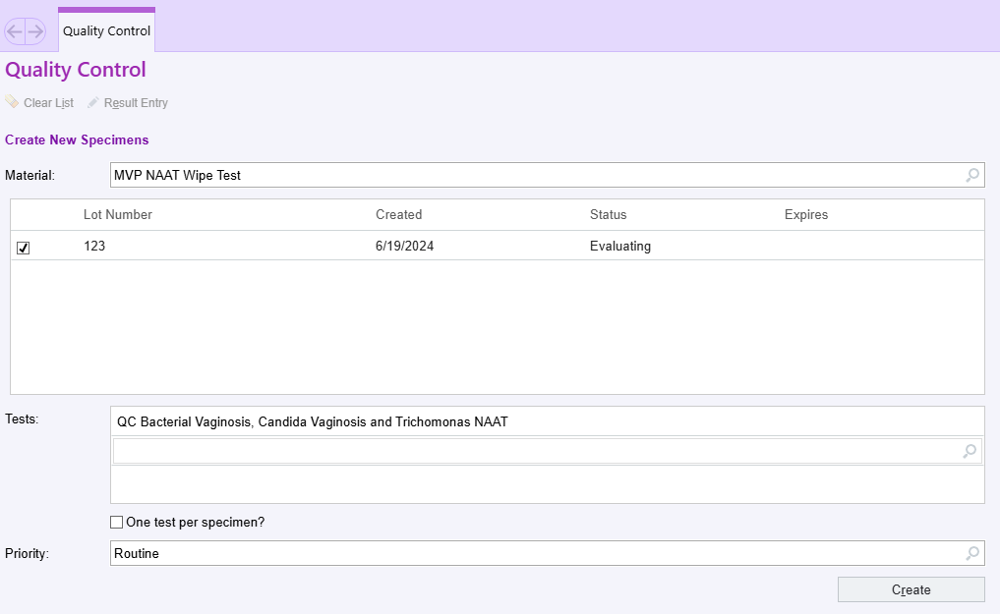 Quality Control
Quality Control
Clear List Result Entry
Create New Specimens
Material: MVP NAAT Wipe Test
Lot Number Created Status Expires
123 6/19/2024 Evaluating
Tests: QC Bacterial Vaginosis, Candida Vaginosis and Trichomonas NAAT
One test per specimen?
Priority: Routine
Create